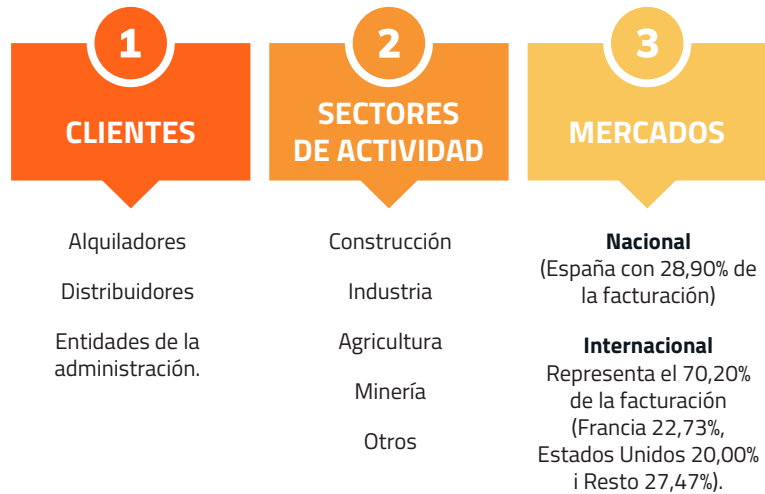 1
CLIENTES
Alquiladores
Distribuidores
Entidades de la
administración.
2
SECTORES
DE ACTIVIDAD
Construcción
Industria
Agricultura
Minería
Otros
3
MERCADOS
Nacional
(España con 28,90% de
la facturación)
Internacional
Representa el 70,20%
de la facturación
(Francia 22,73%,
Estados Unidos 20,00%
i Resto 27,47%).